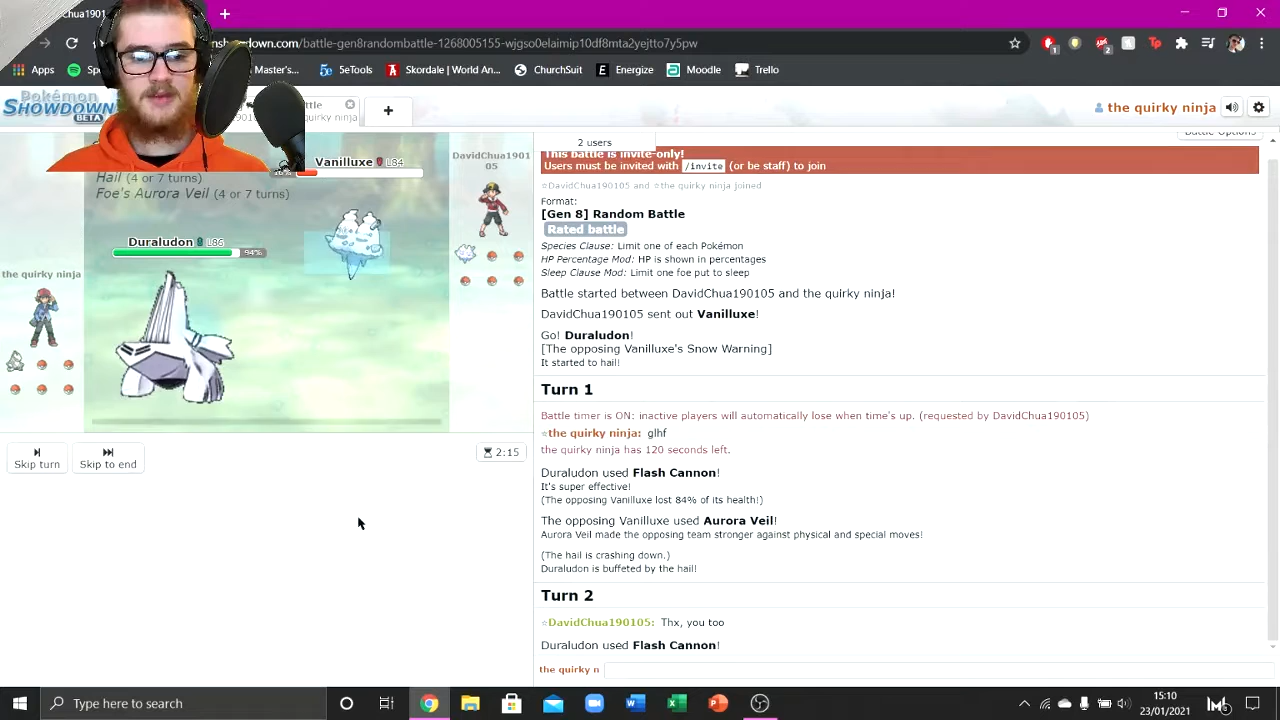 chua1901
showdown.com/battle-gen8randombattle-1268005155-wjgso0elaimip10df8mta2yejtto7y5pw
Apps
Master's...
SeTools
Skordale / World An...
ChurchSuit
Energize
Moodle
Trello
Pokémon
SHOWDOWN
BETA
the quirky ninja
2 users
Battle Options
Vanilluxe L84
DavidChua1901
05
Hail (4 or 7 turns)
Foe's Aurora Veil (4 or 7 turns)
Duraludon L86
94%
the quirky ninja
Skip turn
Skip to end
2:15
This battle is invite-only!
Users must be invited with /invite (or be staff) to join
☆DavidChua190105 and ☆the quirky ninja joined
Format:
[Gen 8] Random Battle
Rated battle
Species Clause: Limit one of each Pokémon
HP Percentage Mod: HP is shown in percentages
Sleep Clause Mod: Limit one foe put to sleep
Battle started between DavidChua190105 and the quirky ninja!
DavidChua190105 sent out Vanilluxe!
Go! Duraludon!
[The opposing Vanilluxe's Snow Warning]
It started to hail!
Turn 1
Battle timer is ON: inactive players will automatically lose when time's up. (requested by DavidChua190105)
☆the quirky ninja: glhf
the quirky ninja has 120 seconds left.
Duraludon used Flash Cannon!
It's super effective!
(The opposing Vanilluxe lost 84% of its health!)
The opposing Vanilluxe used Aurora Veil!
Aurora Veil made the opposing team stronger against physical and special moves!
(The hail is crashing down.)
Duraludon is buffeted by the hail!
Turn 2
☆DavidChua190105: Thx, you too
Duraludon used Flash Cannon!
the quirky n
Type here to search
15:10
23/01/2021